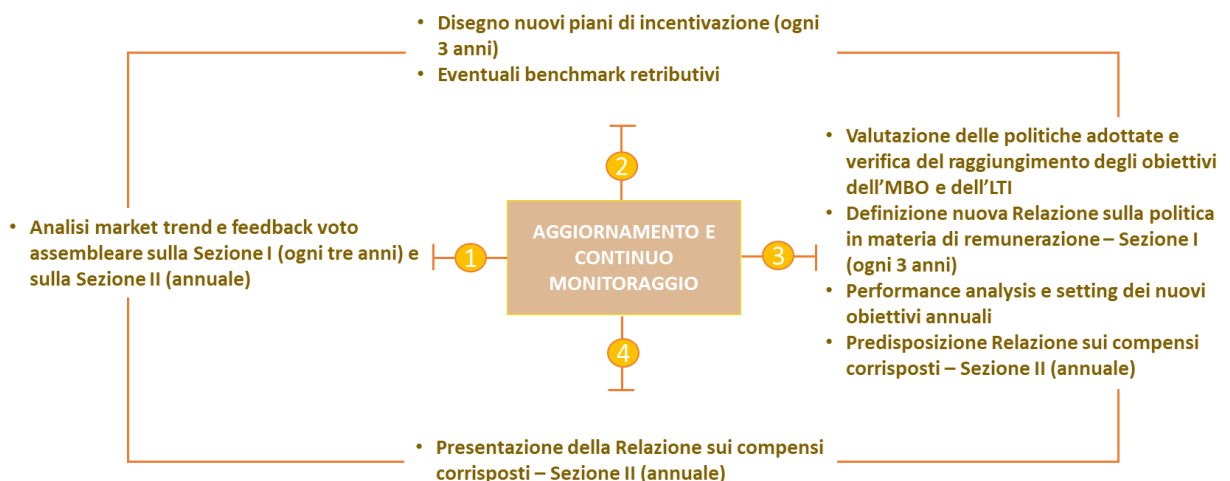 • Disegno nuovi piani di incentivazione (ogni
3 anni)
• Eventuali benchmark retributivi
2
• Analisi market trend e feedback voto
assembleare sulla Sezione I (ogni tre anni) e
sulla Sezione II (annuale)
1
AGGIORNAMENTO E
CONTINUO
MONITORAGGIO
3
• Valutazione delle politiche adottate e
verifica del raggiungimento degli obiettivi
dell’MBO e dell’LTI
• Definizione nuova Relazione sulla politica
in materia di remunerazione – Sezione I
(ogni 3 anni)
• Performance analysis e setting dei nuovi
obiettivi annuali
• Predisposizione Relazione sui compensi
corrisposti – Sezione II (annuale)
4
• Presentazione della Relazione sui compensi
corrisposti – Sezione II (annuale)